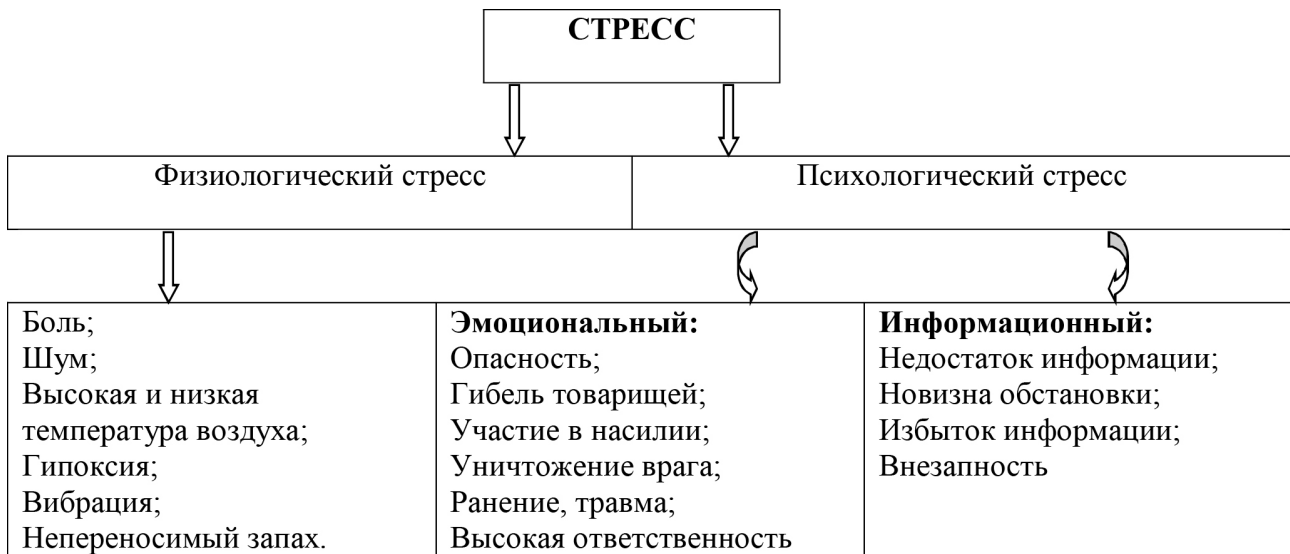 СТРЕСС
Физиологический стресс
Психологический стресс
Боль;
Шум;
Высокая и низкая
температура воздуха;
Гипоксия;
Вибрация;
Непереносимый запах.
Эмоциональный:
Опасность;
Гибель товарищей;
Участие в насилии;
Уничтожение врага;
Ранение, травма;
Высокая ответственность
Информационный:
Недостаток информации;
Новизна обстановки;
Избыток информации;
Внезапность